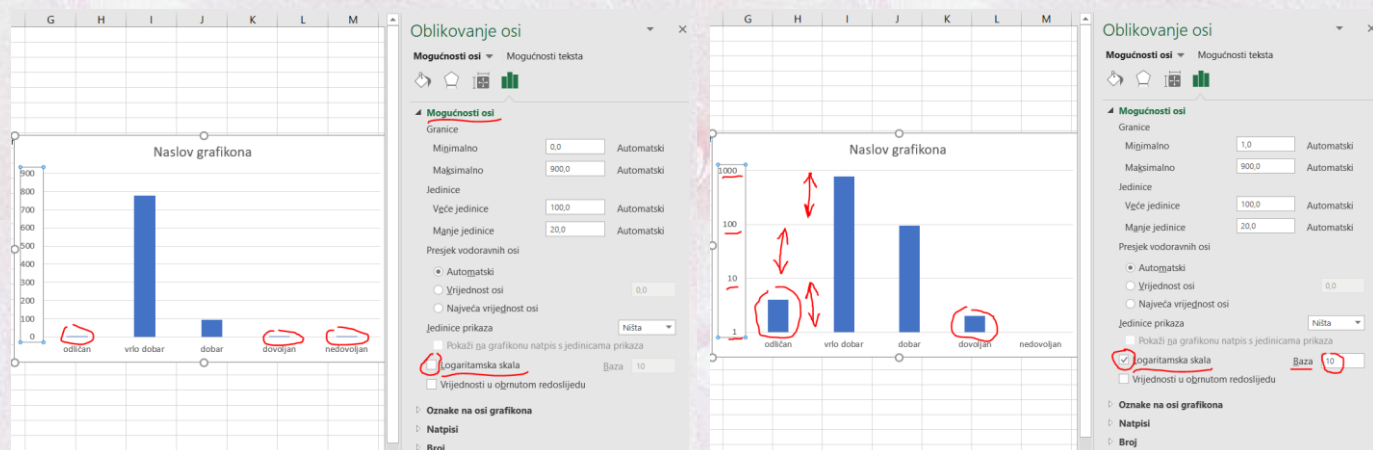 G H I J K L M
Naslov grafikona
900
800
700
600
500
400
300
200
100
0
odličan vrlo dobar dobar dovoljan nedovoljan
Oblikovanje osi
Mogućnosti osi Mogućnosti teksta
Mogućnosti osi
Granice
Minimalno 0,0 Automatski
Maksimalno 900,0 Automatski
Jedinice
Veće jedinice 100,0 Automatski
Manje jedinice 20,0 Automatski
Presjek vodoravnih osi
Automatski
Vrijednost osi 0,0
Najveća vrijednost osi
Jedinice prikaza Ništa
Pokaži na grafikonu natpis s jedinicama prikaza
Logaritamska skala Baza 10
Vrijednosti u obrnutom redoslijedu
Oznake na osi grafikona
Natpisi
Broj
G H I J K L M
Naslov grafikona
1000
100
10
1
odličan vrlo dobar dobar dovoljan nedovoljan
Oblikovanje osi
Mogućnosti osi Mogućnosti teksta
Mogućnosti osi
Granice
Minimalno 1,0 Automatski
Maksimalno 900,0 Automatski
Jedinice
Veće jedinice 100,0 Automatski
Manje jedinice 20,0 Automatski
Presjek vodoravnih osi
Automatski
Vrijednost osi 0,0
Najveća vrijednost osi
Jedinice prikaza Ništa
Pokaži na grafikonu natpis s jedinicama prikaza
Logaritamska skala Baza 10
Vrijednosti u obrnutom redoslijedu
Oznake na osi grafikona
Natpisi
Broj